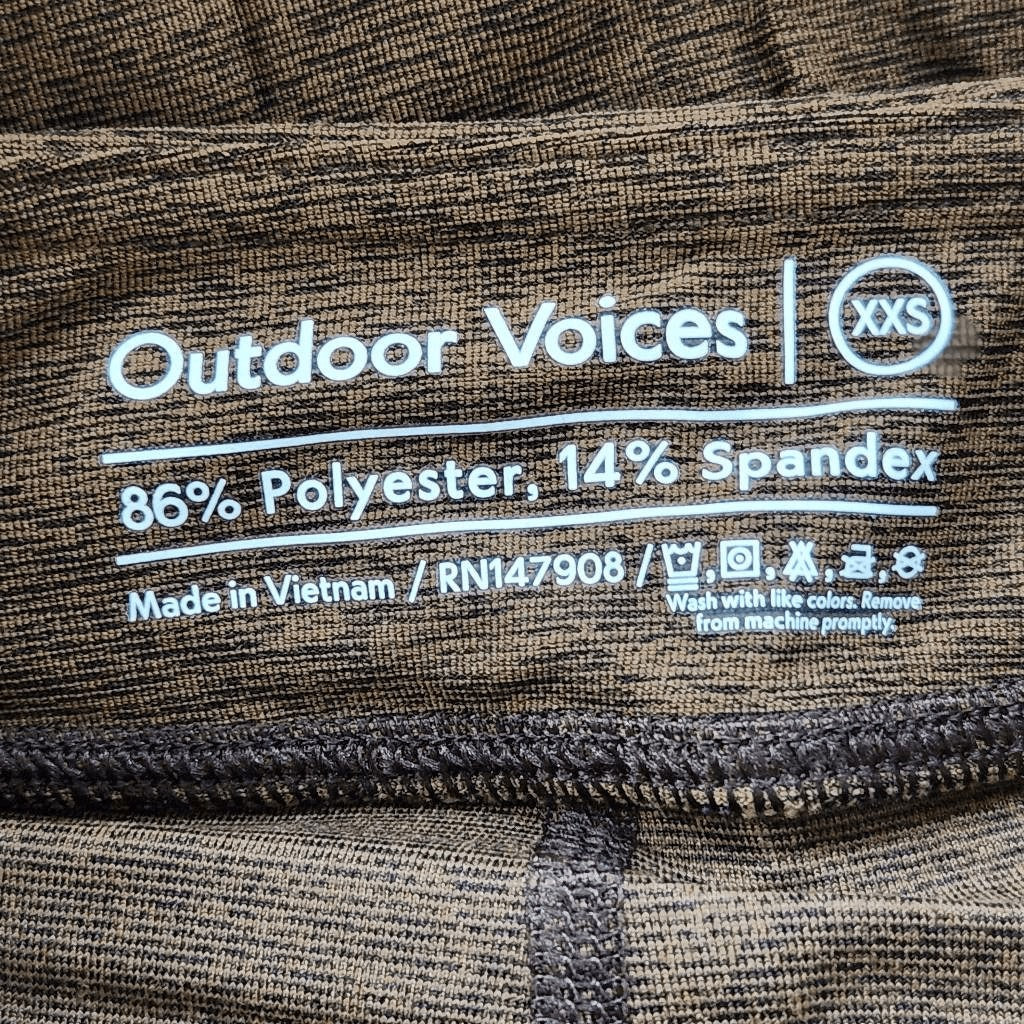 Outdoor Voices | XXS
86% Polyester, 14% Spandex
Made in Vietnam / RN147908 /
Wash with like colors. Remove
from machine promptly.